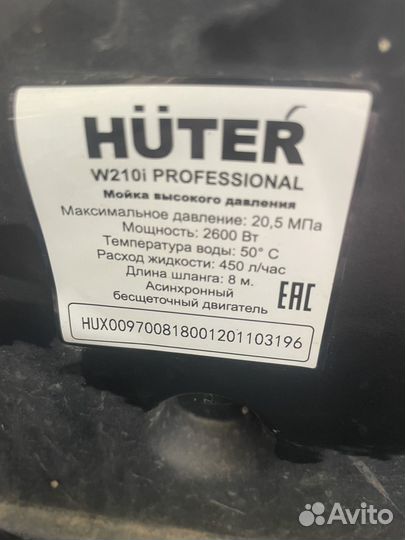 HÜTER
W210i PROFESSIONAL
Мойка высокого давления
Максимальное давление: 20,5 МПа
Мощность: 2600 Вт
Температура воды: 50° С
Расход жидкости: 450 л/час
Длина шланга: 8 м.
Асинхронный
бесщеточный двигатель
EAC
HUX009700818001201103196
Avito